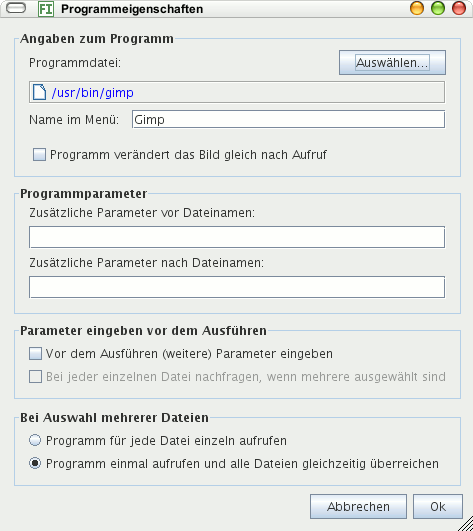 FI Programmeigenschaften
Angaben zum Programm
Programmdatei: Auswählen...
/usr/bin/gimp
Name im Menü: Gimp
Programm verändert das Bild gleich nach Aufruf
Programmparameter
Zusätzliche Parameter vor Dateinamen:
Zusätzliche Parameter nach Dateinamen:
Parameter eingeben vor dem Ausführen
Vor dem Ausführen (weitere) Parameter eingeben
Bei jeder einzelnen Datei nachfragen, wenn mehrere ausgewählt sind
Bei Auswahl mehrerer Dateien
Programm für jede Datei einzeln aufrufen
Programm einmal aufrufen und alle Dateien gleichzeitig überreichen
Abbrechen Ok